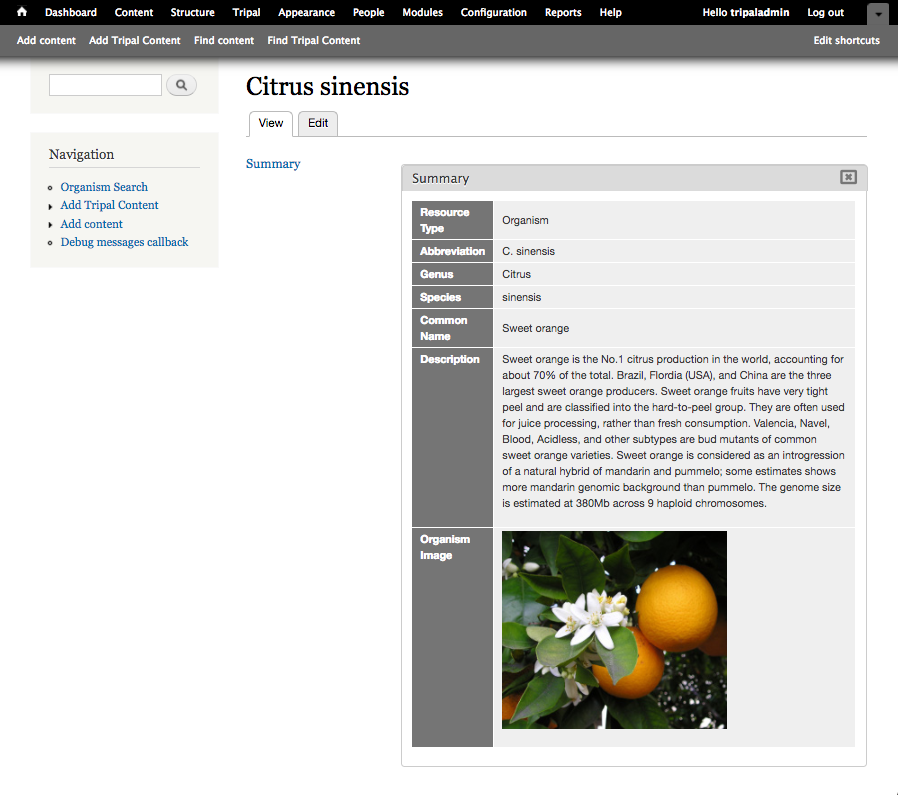 Dashboard Content Structure Tripal Appearance People Modules Configuration Reports Help Hello tripaladmin Log out
Add content Add Tripal Content Find content Find Tripal Content Edit shortcuts
Citrus sinensis
View Edit
Navigation
Organism Search
Add Tripal Content
Add content
Debug messages callback
Summary
Summary
Resource
Type
Organism
Abbreviation C. sinensis
Genus Citrus
Species sinensis
Common
Name
Sweet orange
Description Sweet orange is the No.1 citrus production in the world, accounting for
about 70% of the total. Brazil, Flordia (USA), and China are the three
largest sweet orange producers. Sweet orange fruits have very tight
peel and are classified into the hard-to-peel group. They are often used
for juice processing, rather than fresh consumption. Valencia, Navel,
Blood, Acidless, and other subtypes are bud mutants of common
sweet orange varieties. Sweet orange is considered as an introgression
of a natural hybrid of mandarin and pummelo; some estimates shows
more mandarin genomic background than pummelo. The genome size
is estimated at 380Mb across 9 haploid chromosomes.
Organism
Image